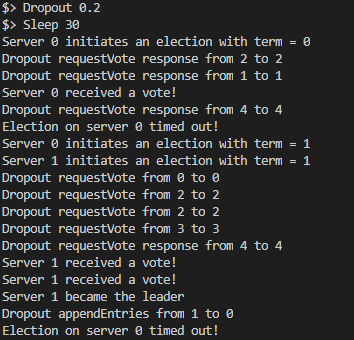 $> Dropout 0.2
$> Sleep 30
Server 0 initiates an election with term = 0
Dropout requestVote response from 2 to 2
Dropout requestVote response from 1 to 1
Server 0 received a vote!
Dropout requestVote response from 4 to 4
Election on server 0 timed out!
Server 0 initiates an election with term = 1
Server 1 initiates an election with term = 1
Dropout requestVote from 0 to 0
Dropout requestVote from 2 to 2
Dropout requestVote from 2 to 2
Dropout requestVote from 3 to 3
Dropout requestVote response from 4 to 4
Server 1 received a vote!
Server 1 received a vote!
Server 1 became the leader
Dropout appendEntries from 1 to 0
Election on server 0 timed out!